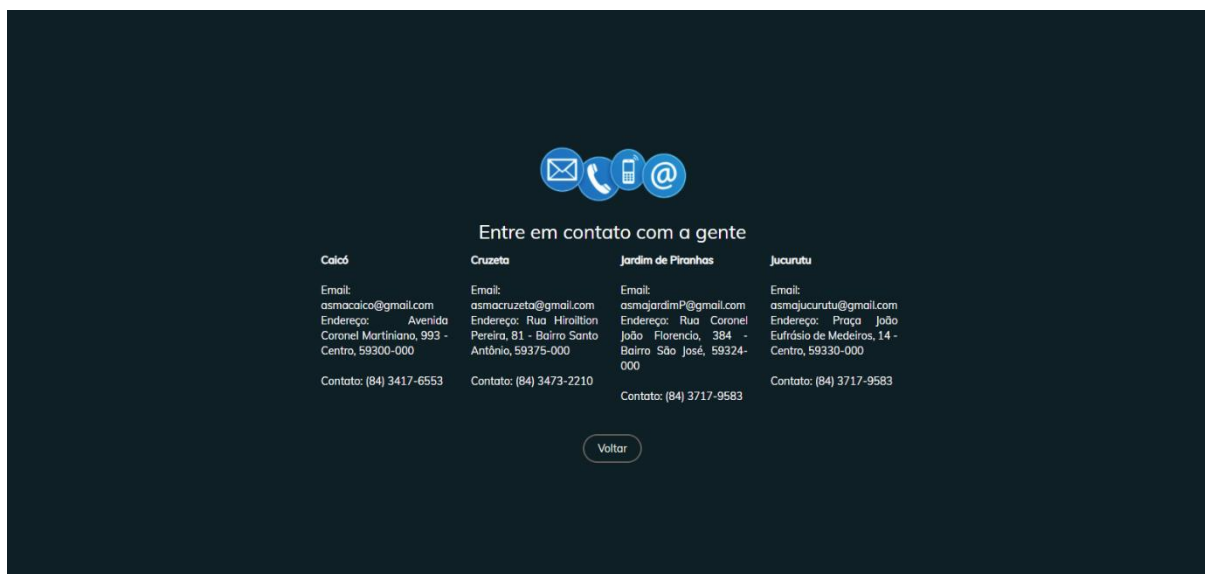 @
Entre em contato com a gente
Caicó
Email:
asmacaico@gmail.com
Endereço: Avenida
Coronel Martiniano, 993 -
Centro, 59300-000
Contato: (84) 3417-6553
Cruzeta
Email:
asmacruzeta@gmail.com
Endereço: Rua Hiroiltion
Pereira, 81 - Bairro Santo
Antônio, 59375-000
Contato: (84) 3473-2210
Jardim de Piranhas
Email:
asmajardimP@gmail.com
Endereço: Rua Coronel
João Florencio, 384 -
Bairro São José, 59324-
000
Contato: (84) 3717-9583
Jucurutu
Email:
asmajucurutu@gmail.com
Endereço: Praça João
Eufrásio de Medeiros, 14 -
Centro, 59330-000
Contato: (84) 3717-9583
Voltar